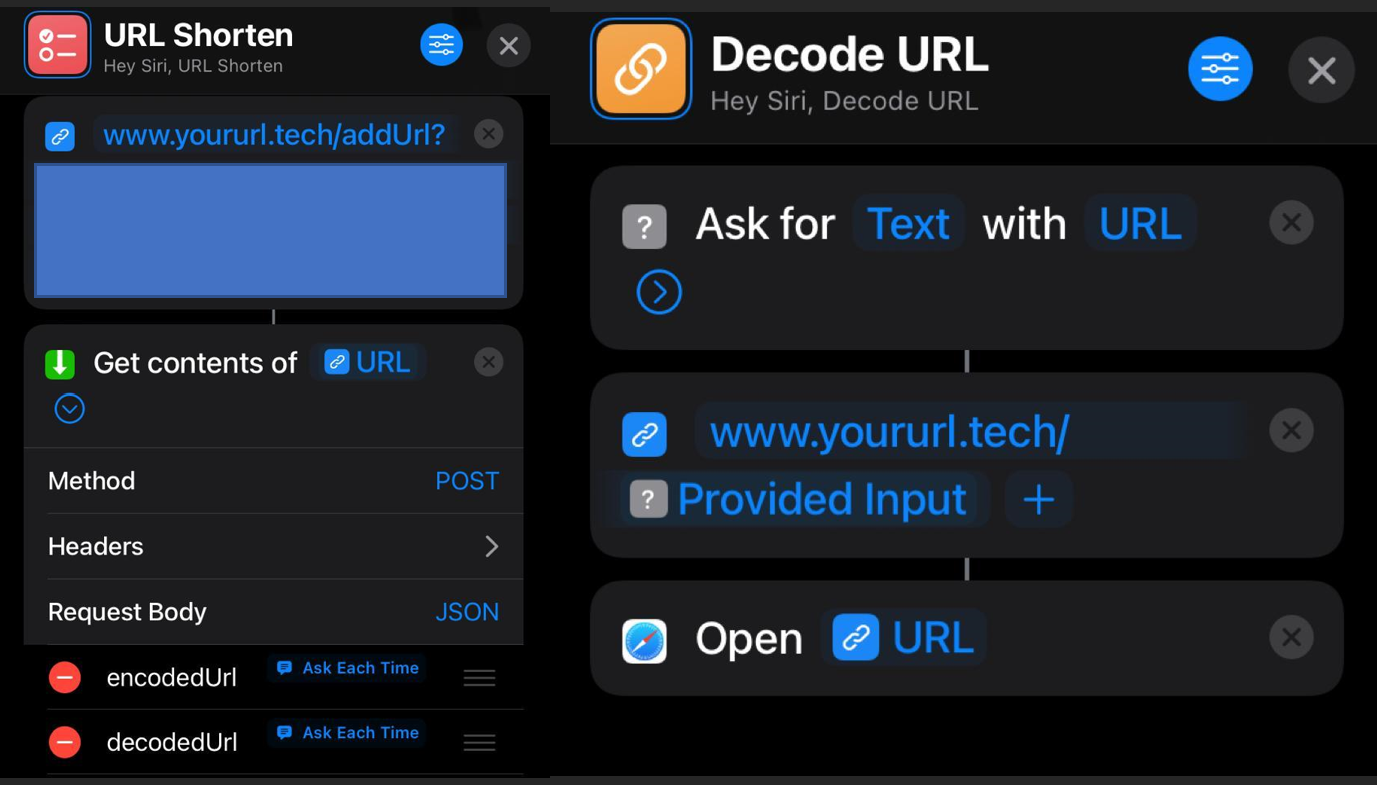 URL Shorten
Hey Siri, URL Shorten
www.yoururl.tech/addUrl?
Get contents of URL
Method POST
Headers
Request Body JSON
encodedUrl Ask Each Time
decodedUrl Ask Each Time
Decode URL
Hey Siri, Decode URL
? Ask for Text with URL
www.yoururl.tech/
? Provided Input +
Open URL